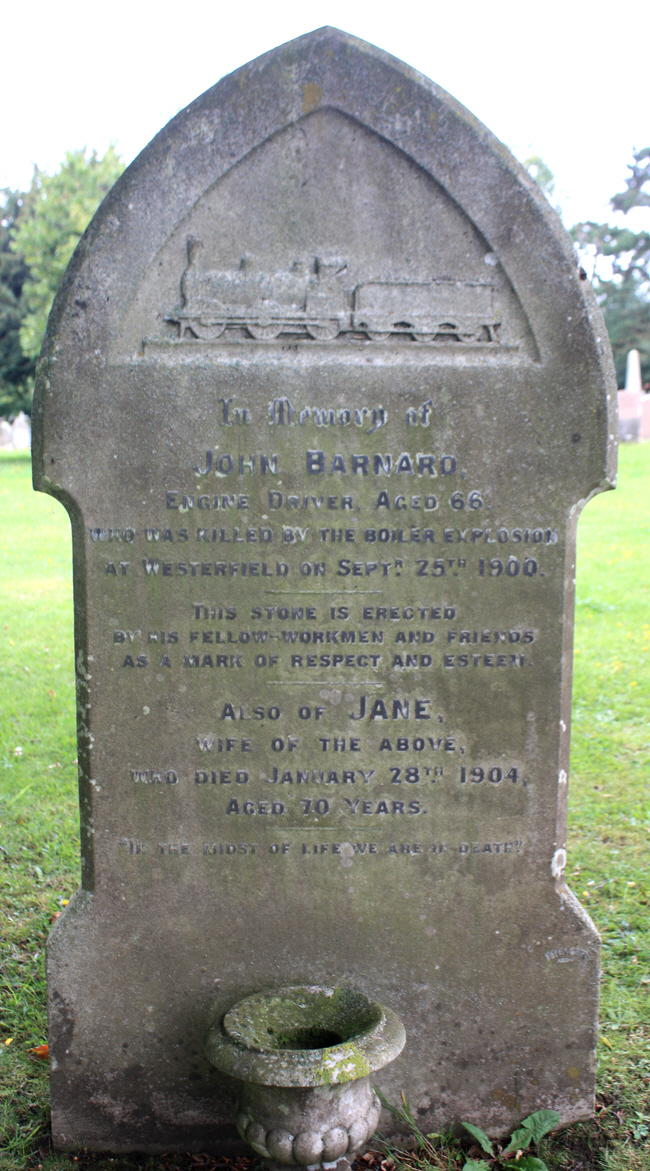 In Memory of
JOHN BARNARD,
ENGINE DRIVER, AGED 66
WHO WAS KILLED BY THE BOILER EXPLOSION
AT WESTERFIELD ON SEPTR. 25TH 1900.
THIS STONE IS ERECTED
BY HIS FELLOW-WORKMEN AND FRIENDS
AS A MARK OF RESPECT AND ESTEEM.
ALSO OF JANE,
WIFE OF THE ABOVE,
WHO DIED JANUARY 28TH 1904,
AGED 70 YEARS.
"IN THE MIDST OF LIFE WE ARE IN DEATH"